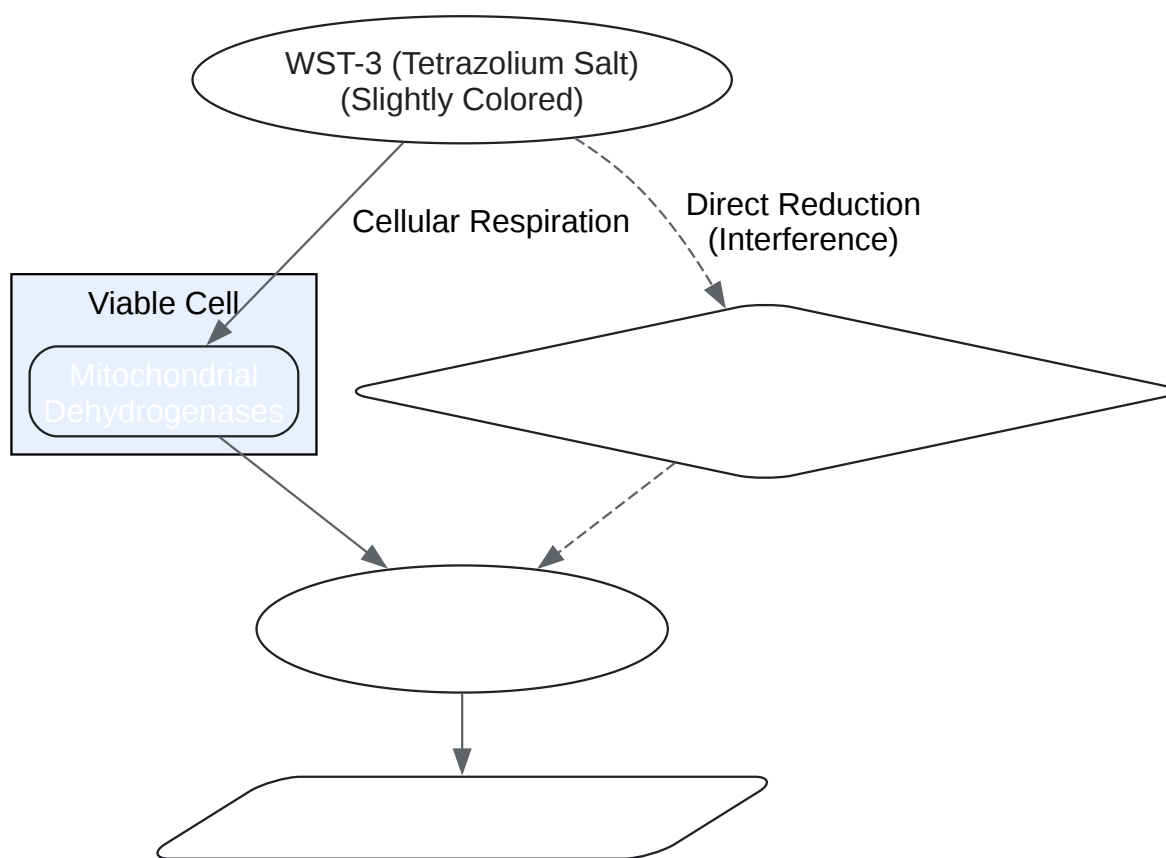 WST-3 (Tetrazolium Salt)
(Slightly Colored)
Cellular Respiration
Direct Reduction
(Interference)
Viable Cell
Mitochondrial
Dehydrogenases